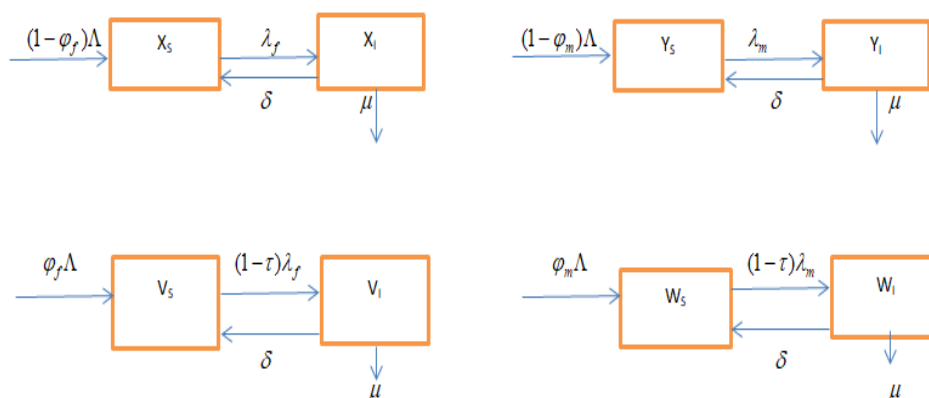 (1-φ_f)Λ X_S λ_f X_I (1-φ_m)Λ Y_S λ_m Y_I
δ μ δ μ
φ_fΛ (1-τ)λ_f φ_mΛ (1-τ)λ_m
V_S V_I W_S W_I
δ δ
μ μ